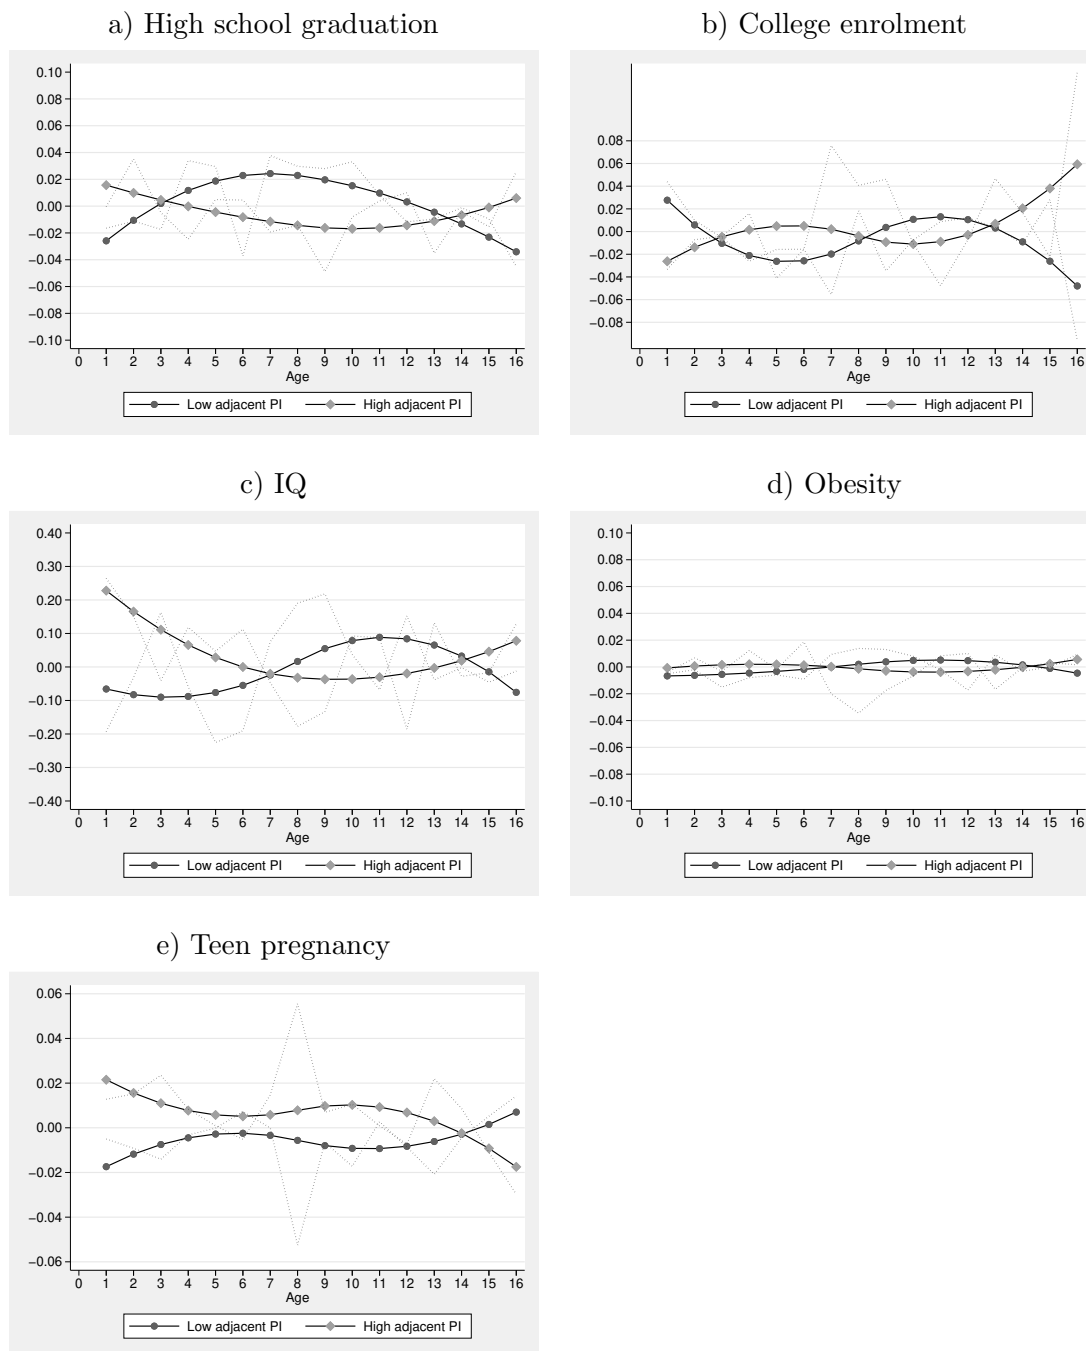 a) High school graduation
0.10
0.08
0.06
0.04
0.02
0.00
−0.02
−0.04
−0.06
−0.08
−0.10
0 1 2 3 4 5 6 7 8 9 10 11 12 13 14 15 16
Age
Low adjacent PI High adjacent PI
b) College enrolment
0.08
0.06
0.04
0.02
0.00
−0.02
−0.04
−0.06
−0.08
0 1 2 3 4 5 6 7 8 9 10 11 12 13 14 15 16
Age
Low adjacent PI High adjacent PI
c) IQ
0.40
0.30
0.20
0.10
0.00
−0.10
−0.20
−0.30
−0.40
0 1 2 3 4 5 6 7 8 9 10 11 12 13 14 15 16
Age
Low adjacent PI High adjacent PI
d) Obesity
0.10
0.08
0.06
0.04
0.02
0.00
−0.02
−0.04
−0.06
−0.08
−0.10
0 1 2 3 4 5 6 7 8 9 10 11 12 13 14 15 16
Age
Low adjacent PI High adjacent PI
e) Teen pregnancy
0.06
0.04
0.02
0.00
−0.02
−0.04
−0.06
0 1 2 3 4 5 6 7 8 9 10 11 12 13 14 15 16
Age
Low adjacent PI High adjacent PI